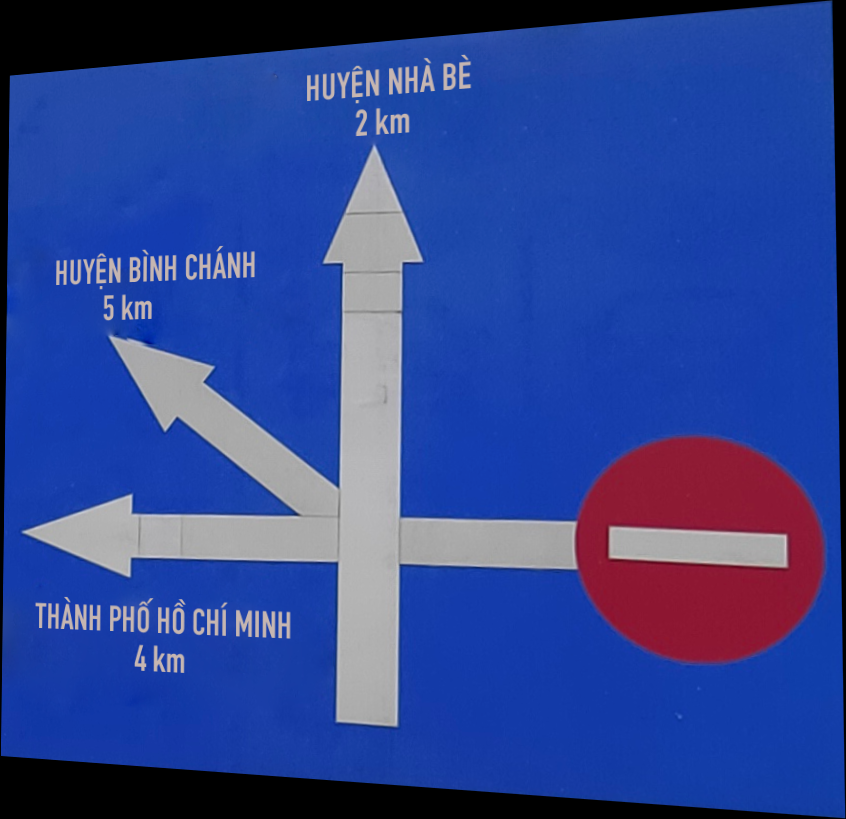 HUYỆN NHÀ BÈ
2 km
HUYỆN BÌNH CHÁNH
5 km
THÀNH PHỐ HỒ CHÍ MINH
4 km